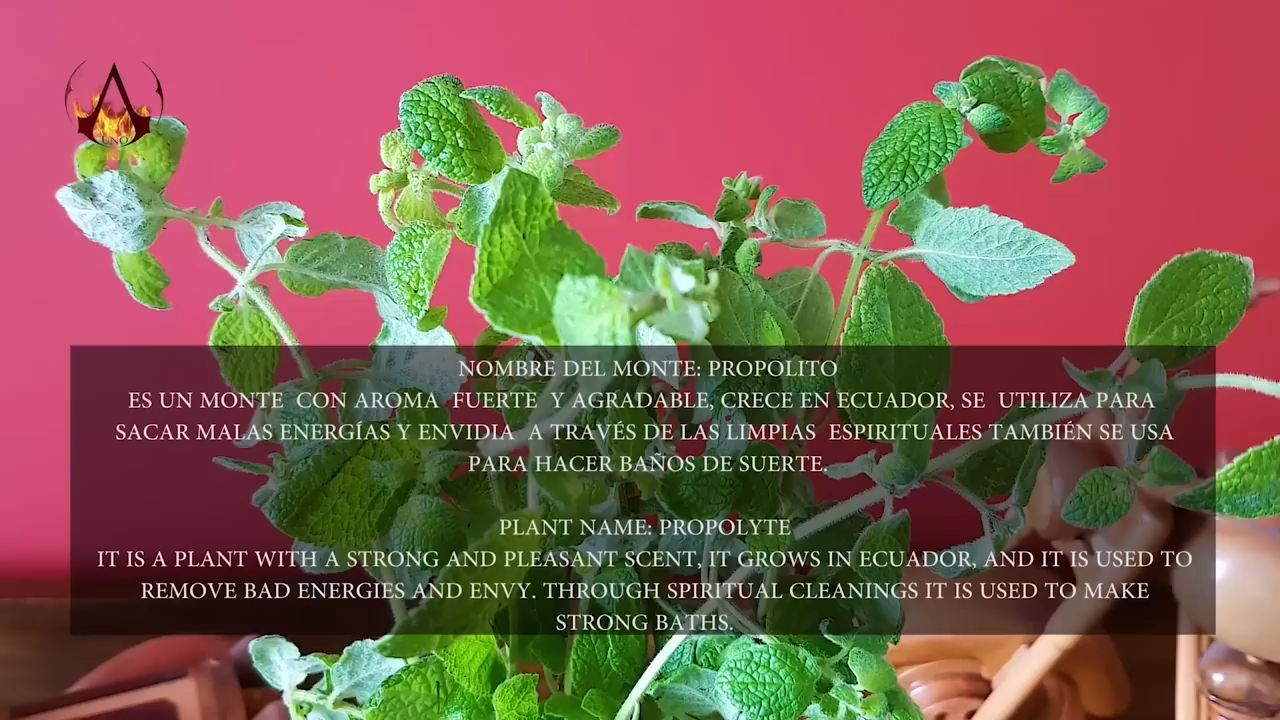 UNO
NOMBRE DEL MONTE: PROPOLITO
ES UN MONTE CON AROMA FUERTE Y AGRADABLE, CRECE EN ECUADOR, SE UTILIZA PARA
SACAR MALAS ENERGÍAS Y ENVIDIA A TRAVÉS DE LAS LIMPIAS ESPIRITUALES TAMBIÉN SE USA
PARA HACER BAÑOS DE SUERTE.
PLANT NAME: PROPOLYTE
IT IS A PLANT WITH A STRONG AND PLEASANT SCENT, IT GROWS IN ECUADOR, AND IT IS USED TO
REMOVE BAD ENERGIES AND ENVY. THROUGH SPIRITUAL CLEANINGS IT IS USED TO MAKE
STRONG BATHS.